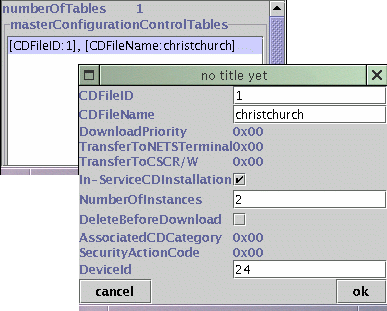 numberOfTables 1
masterConfigurationControlTables
[CDFileID:1], [CDFileName:christchurch]
no title yet
CDFileID 1
CDFileName christchurch
DownloadPriority 0x00
TransferToNETSTerminal 0x00
TransferToCSCR/W 0x00
In-ServiceCDInstallation
NumberOfInstances 2
DeleteBeforeDownload
AssociatedCDCategory 0x00
SecurityActionCode 0x00
DeviceId 24
cancel ok